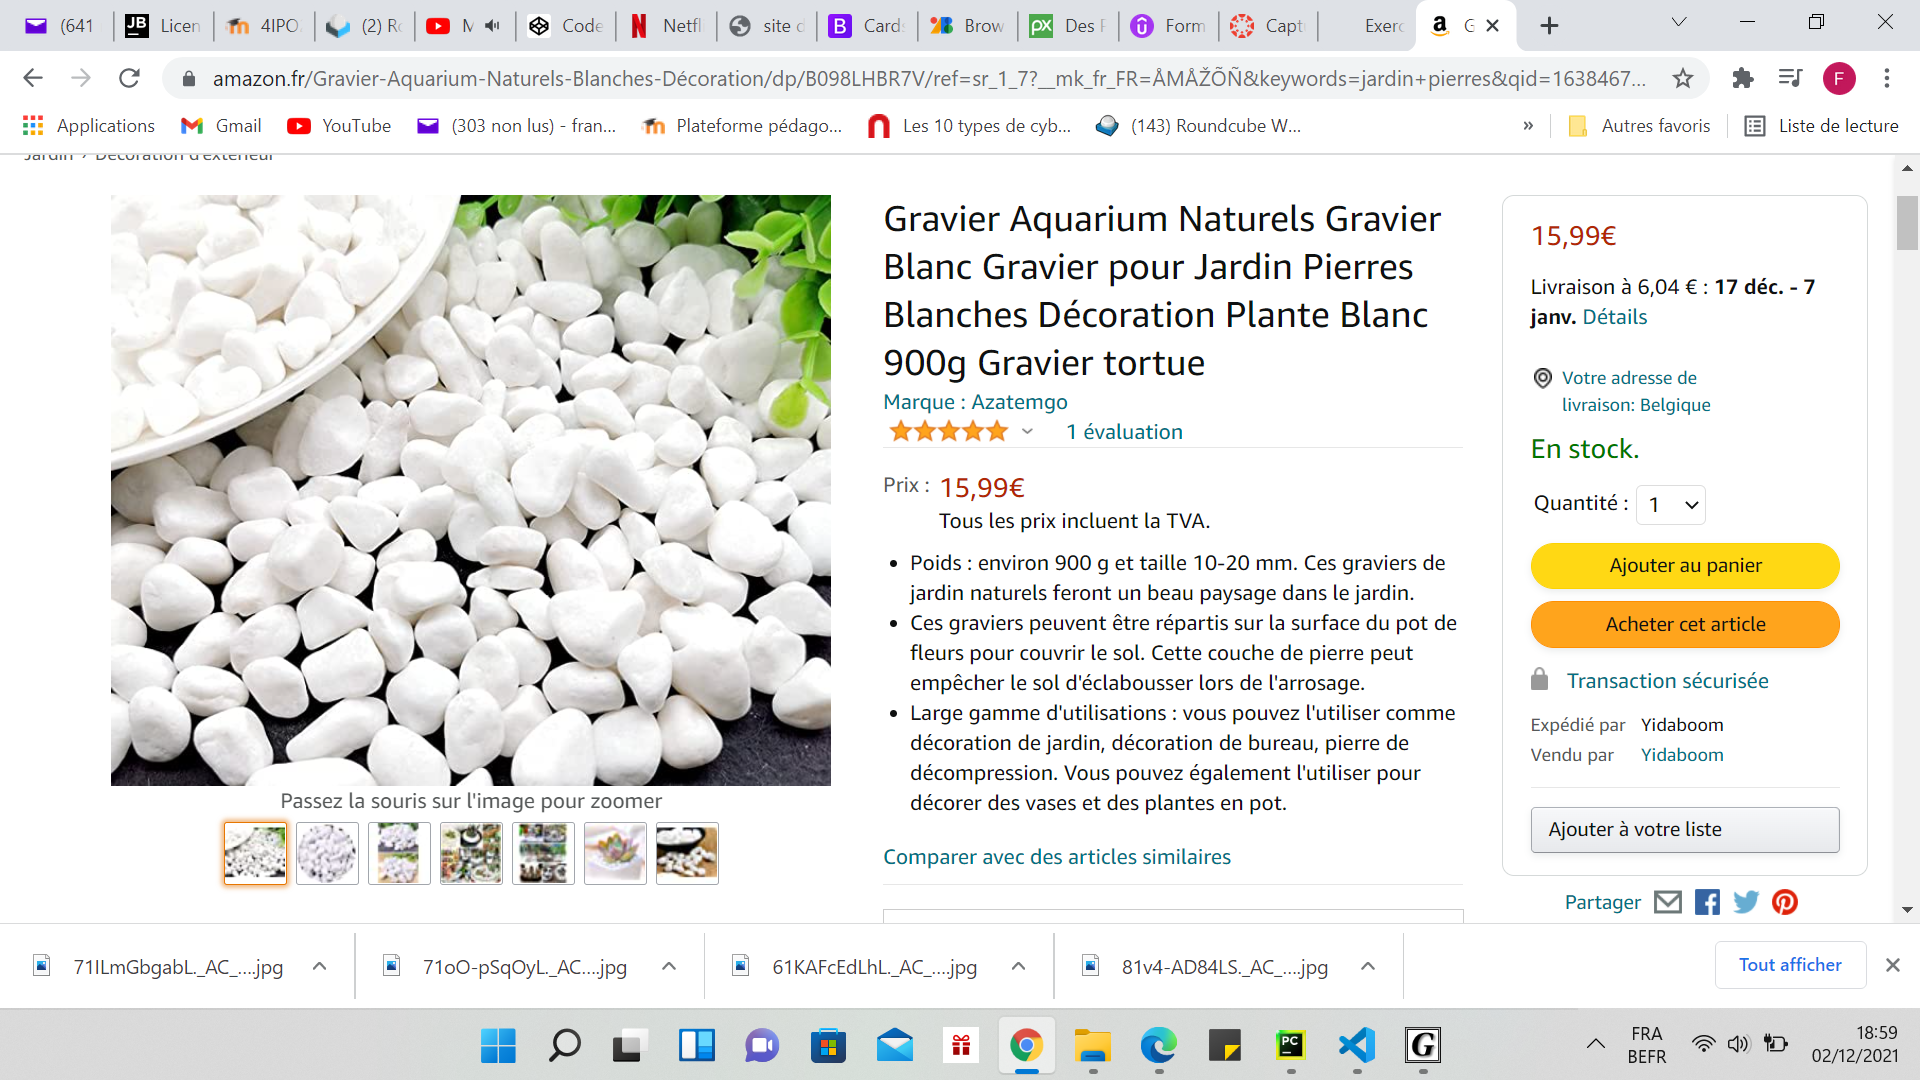 (641
Licen
4IPO
(2) Ro
M
Code
Netfl
site d
Cards
Brow
Des P
Form
Capt
Exerc
G
amazon.fr/Gravier-Aquarium-Naturels-Blanches-Décoration/dp/B098LHBR7V/ref=sr_1_7?__mk_fr_FR=ÅMÅŽÕÑ&keywords=jardin+pierres&qid=1638467...
F
Applications
Gmail
YouTube
(303 non lus) - fran...
Plateforme pédago...
Les 10 types de cyb...
(143) Roundcube W...
»
Autres favoris
Liste de lecture
Jardin › Décoration d'extérieur
Gravier Aquarium Naturels Gravier
Blanc Gravier pour Jardin Pierres
Blanches Décoration Plante Blanc
900g Gravier tortue
Marque : Azatemgo
1 évaluation
Prix : 15,99€
Tous les prix incluent la TVA.
• Poids : environ 900 g et taille 10-20 mm. Ces graviers de
jardin naturels feront un beau paysage dans le jardin.
• Ces graviers peuvent être répartis sur la surface du pot de
fleurs pour couvrir le sol. Cette couche de pierre peut
empêcher le sol d'éclabousser lors de l'arrosage.
• Large gamme d'utilisations : vous pouvez l'utiliser comme
décoration de jardin, décoration de bureau, pierre de
décompression. Vous pouvez également l'utiliser pour
décorer des vases et des plantes en pot.
Comparer avec des articles similaires
Passez la souris sur l'image pour zoomer
15,99€
Livraison à 6,04 € : 17 déc. - 7
janv. Détails
Votre adresse de
livraison: Belgique
En stock.
Quantité : 1
Ajouter au panier
Acheter cet article
Transaction sécurisée
Expédié par Yidaboom
Vendu par Yidaboom
Ajouter à votre liste
Partager
71ILmGbgabL._AC_....jpg
71oO-pSqOyL._AC....jpg
61KAFcEdLhL._AC_....jpg
81v4-AD84LS._AC_....jpg
Tout afficher
FRA
BEFR
18:59
02/12/2021